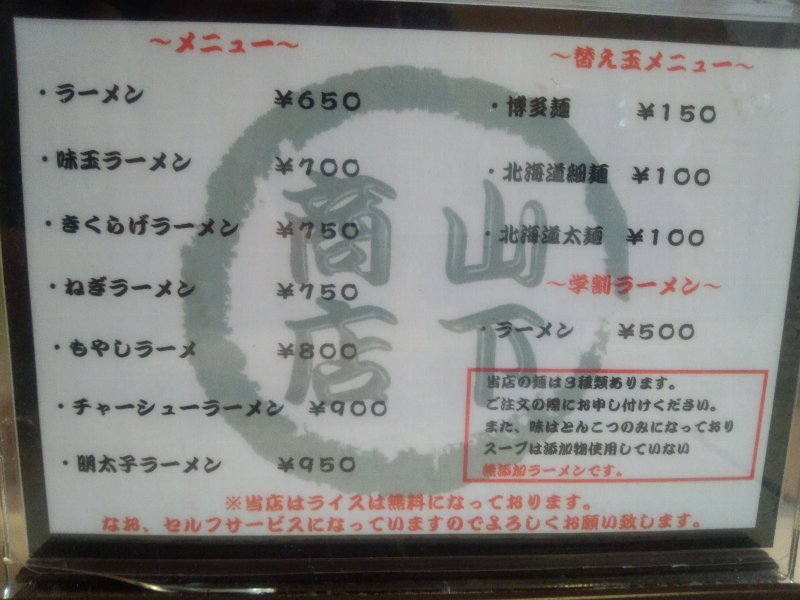 ～メニュー～
・ラーメン ￥650
・味玉ラーメン ￥700
・きくらげラーメン ￥750
・ねぎラーメン ￥750
・もやしラーメ ￥800
・チャーシューラーメン ￥900
・明太子ラーメン ￥950
～替え玉メニュー～
・博多麺 ￥150
・北海道細麺 ￥100
・北海道太麺 ￥100
～学割ラーメン～
・ラーメン ￥500
当店の麺は3種類あります。
ご注文の際にお申し付けください。
また、味はとんこつのみになっており
スープは添加物使用していない
無添加ラーメンです。
※当店はライスは無料になっております。
なお、セルフサービスになっていますのでよろしくお願い致します。
山下
商店